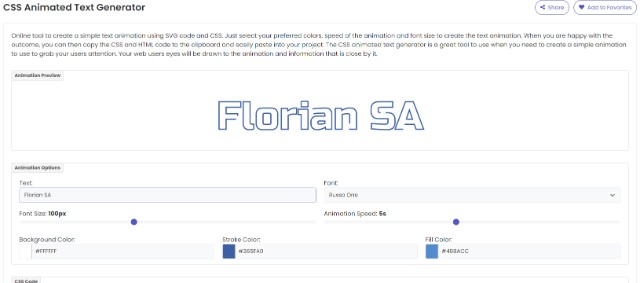 CSS Animated Text Generator
Share
Add to Favorites
Online tool to create a simple text animation using SVG code and CSS. Just select your preferred colors, speed of the animation and font size to create the text animation. When you are happy with the
outcome, you can then copy the CSS and HTML code to the clipboard and easily paste into your project. The CSS animated text generator is a great tool to use when you need to create a simple animation
to use to grab your users attention. Your web users eyes will be drawn to the animation and information that is close by it.
Animation Preview
Florian SA
Animation Options
Text:
Font:
Florian SA
Russo One
Font Size: 100px
Animation Speed: 5s
Background Color:
Stroke Color:
Fill Color:
#FFFFFF
#365FA0
#488ACC
CSS Code